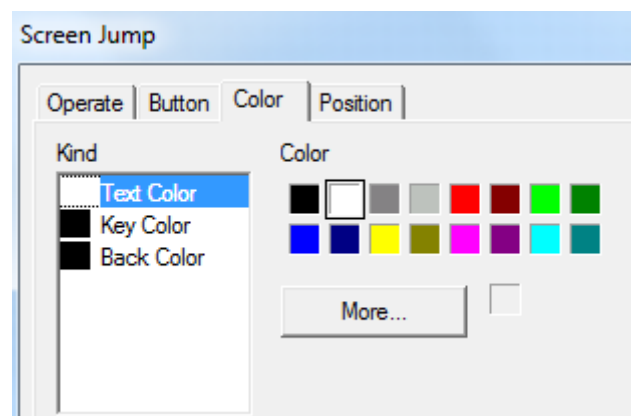 Screen Jump
Operate Button Color Position
Kind Color
Text Color
Key Color
Back Color
More...